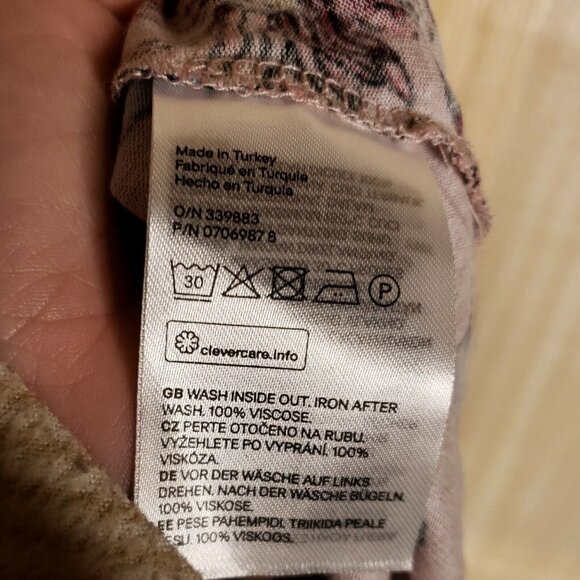 Made in Turkey
Fabriqué en Turquie
Hecho en Turquía
O/N 339883
P/N 0706987 8
30
P
clevercare.info
GB WASH INSIDE OUT. IRON AFTER
WASH. 100% VISCOSE.
CZ PERTE OTOČENO NA RUBU.
VYŽEHLETE PO VYPRÁNÍ. 100%
VISKÓZA.
DE VOR DER WÄSCHE AUF LINKS
DREHEN. NACH DER WÄSCHE BÜGELN.
100% VISKOSE.
EE PESE PAHEMPIDI. TRIIKIDA PEALE
PESU. 100% VISKOOS.